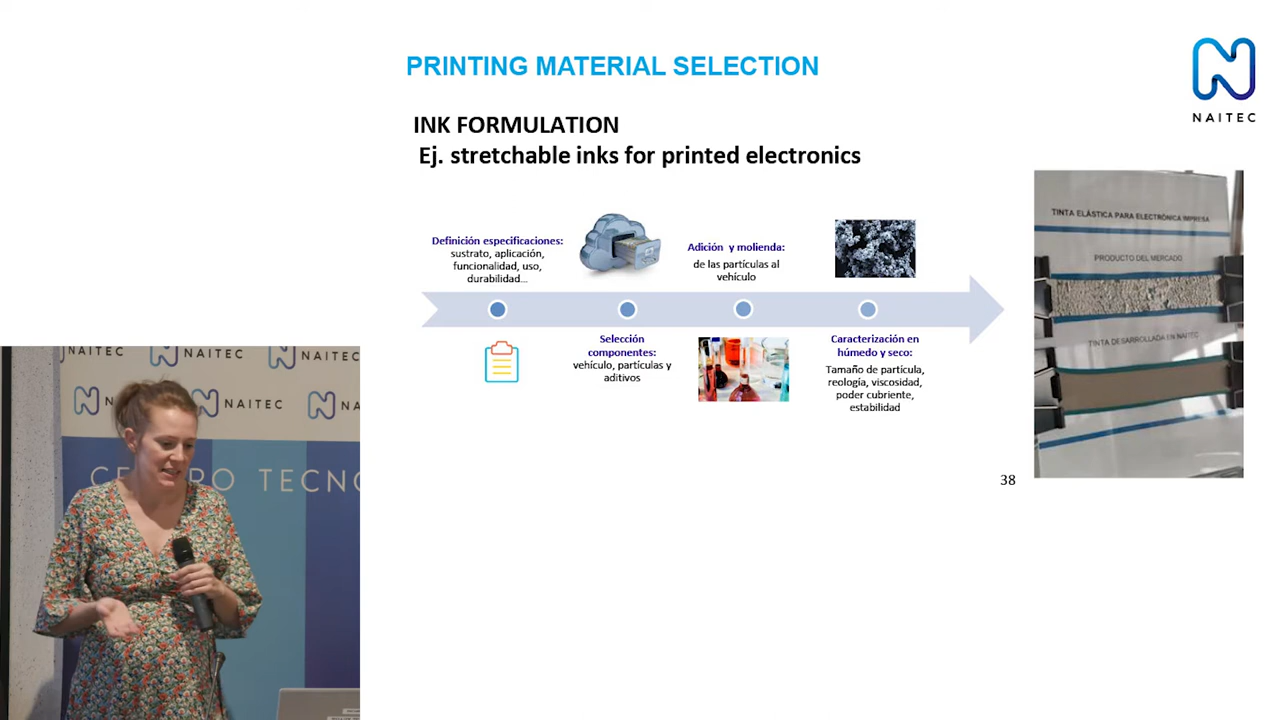 PRINTING MATERIAL SELECTION
NAITEC
INK FORMULATION
Ej. stretchable inks for printed electronics
Definición especificaciones:
sustrato, aplicación,
funcionalidad, uso,
durabilidad...
Adición y molienda:
de las partículas al
vehículo
Selección
componentes:
vehículo, partículas y
aditivos
Caracterización en
húmedo y seco:
Tamaño de partícula,
reología, viscosidad,
poder cubriente,
estabilidad
TINTA ELÁSTICA PARA ELECTRÓNICA IMPRESA
PRODUCTO DEL MERCADO
TINTA DESARROLLADA EN NAITEC
38
NAITEC NAITEC NAITEC
NAITEC NA
CE RO TECNO